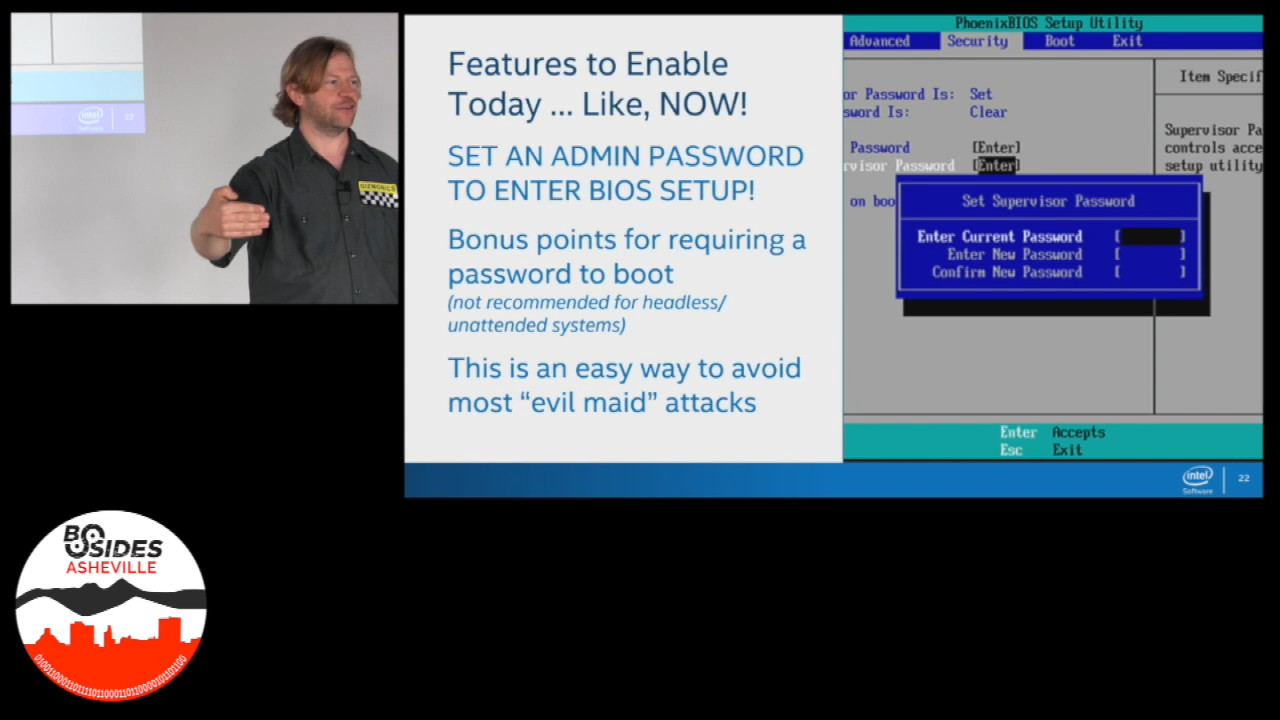 intel
Software
23
GIZMONICS
Features to Enable
Today ... Like, NOW!
SET AN ADMIN PASSWORD
TO ENTER BIOS SETUP!
Bonus points for requiring a
password to boot
(not recommended for headless/
unattended systems)
This is an easy way to avoid
most “evil maid” attacks
PhoenixBIOS Setup Utility
Advanced Security Boot Exit
Item Specif
or Password Is: Set
sword Is: Clear
Supervisor Pa
controls acce
setup utility
Password [Enter]
rvisor Password [Enter]
on boo
Set Supervisor Password
Enter Current Password [ ]
Enter New Password [ ]
Confirm New Password [ ]
Enter Accepts
Esc Exit
intel
Software
22
BSIDES
ASHEVILLE